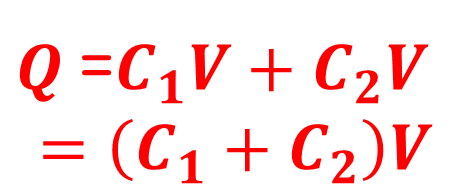 Q =C₁V + C₂V
= (C₁ + C₂)V